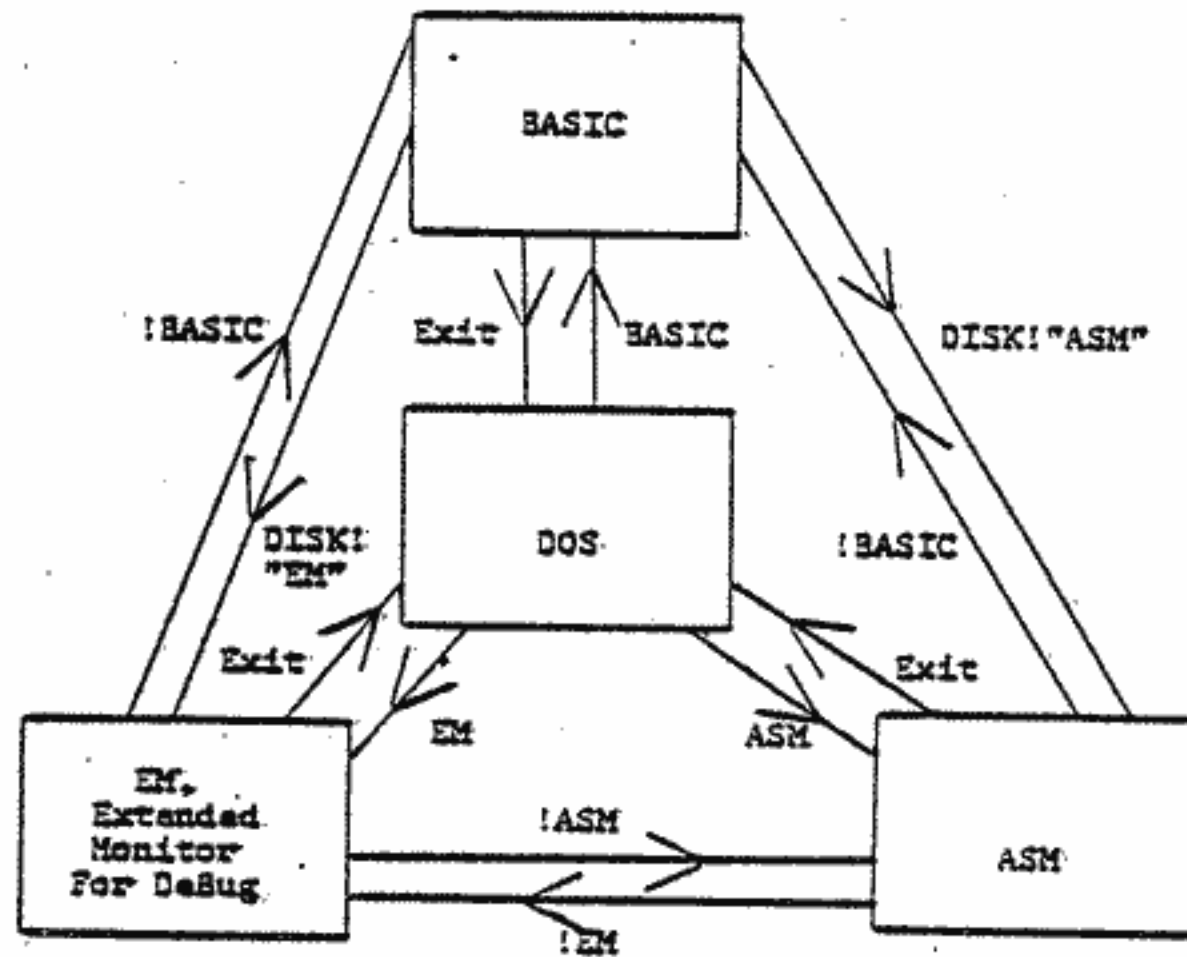 BASIC
!BASIC
Exit
BASIC
DISK!"ASM"
DISK!
"EM"
DOS
!BASIC
Exit
Exit
EM
ASM
EM,
Extended
Monitor
For DeBug
!ASM
ASM
!EM